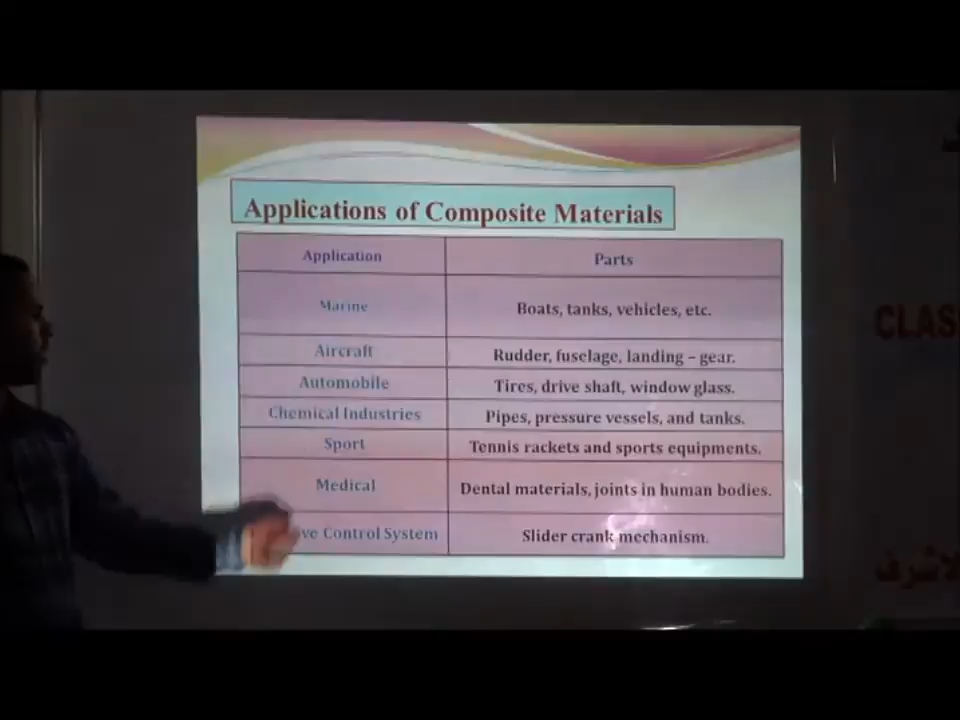 Applications of Composite Materials
Application Parts
Marine Boats, tanks, vehicles, etc.
Aircraft Rudder, fuselage, landing – gear.
Automobile Tires, drive shaft, window glass.
Chemical Industries Pipes, pressure vessels, and tanks.
Sport Tennis rackets and sports equipments.
Medical Dental materials, joints in human bodies.
Control System Slider crank mechanism.
CLAS